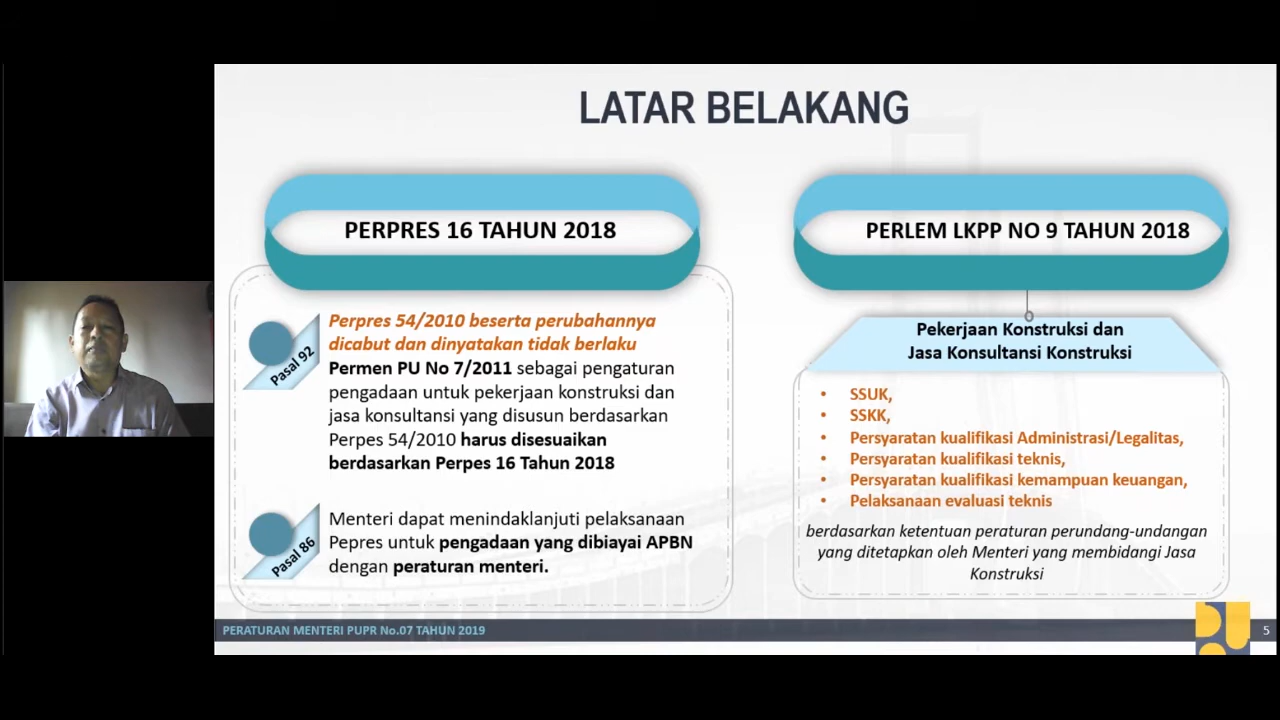 LATAR BELAKANG
PERPRES 16 TAHUN 2018
Pasal 92
Perpres 54/2010 beserta perubahannya
dicabut dan dinyatakan tidak berlaku
Permen PU No 7/2011 sebagai pengaturan
pengadaan untuk pekerjaan konstruksi dan
jasa konsultansi yang disusun berdasarkan
Perpes 54/2010 harus disesuaikan
berdasarkan Perpes 16 Tahun 2018
Pasal 86
Menteri dapat menindaklanjuti pelaksanaan
Pepres untuk pengadaan yang dibiayai APBN
dengan peraturan menteri.
PERLEM LKPP NO 9 TAHUN 2018
Pekerjaan Konstruksi dan
Jasa Konsultansi Konstruksi
• SSUK,
• SSKK,
• Persyaratan kualifikasi Administrasi/Legalitas,
• Persyaratan kualifikasi teknis,
• Persyaratan kualifikasi kemampuan keuangan,
• Pelaksanaan evaluasi teknis
berdasarkan ketentuan peraturan perundang-undangan
yang ditetapkan oleh Menteri yang membidangi Jasa
Konstruksi
PERATURAN MENTERI PUPR No.07 TAHUN 2019
5